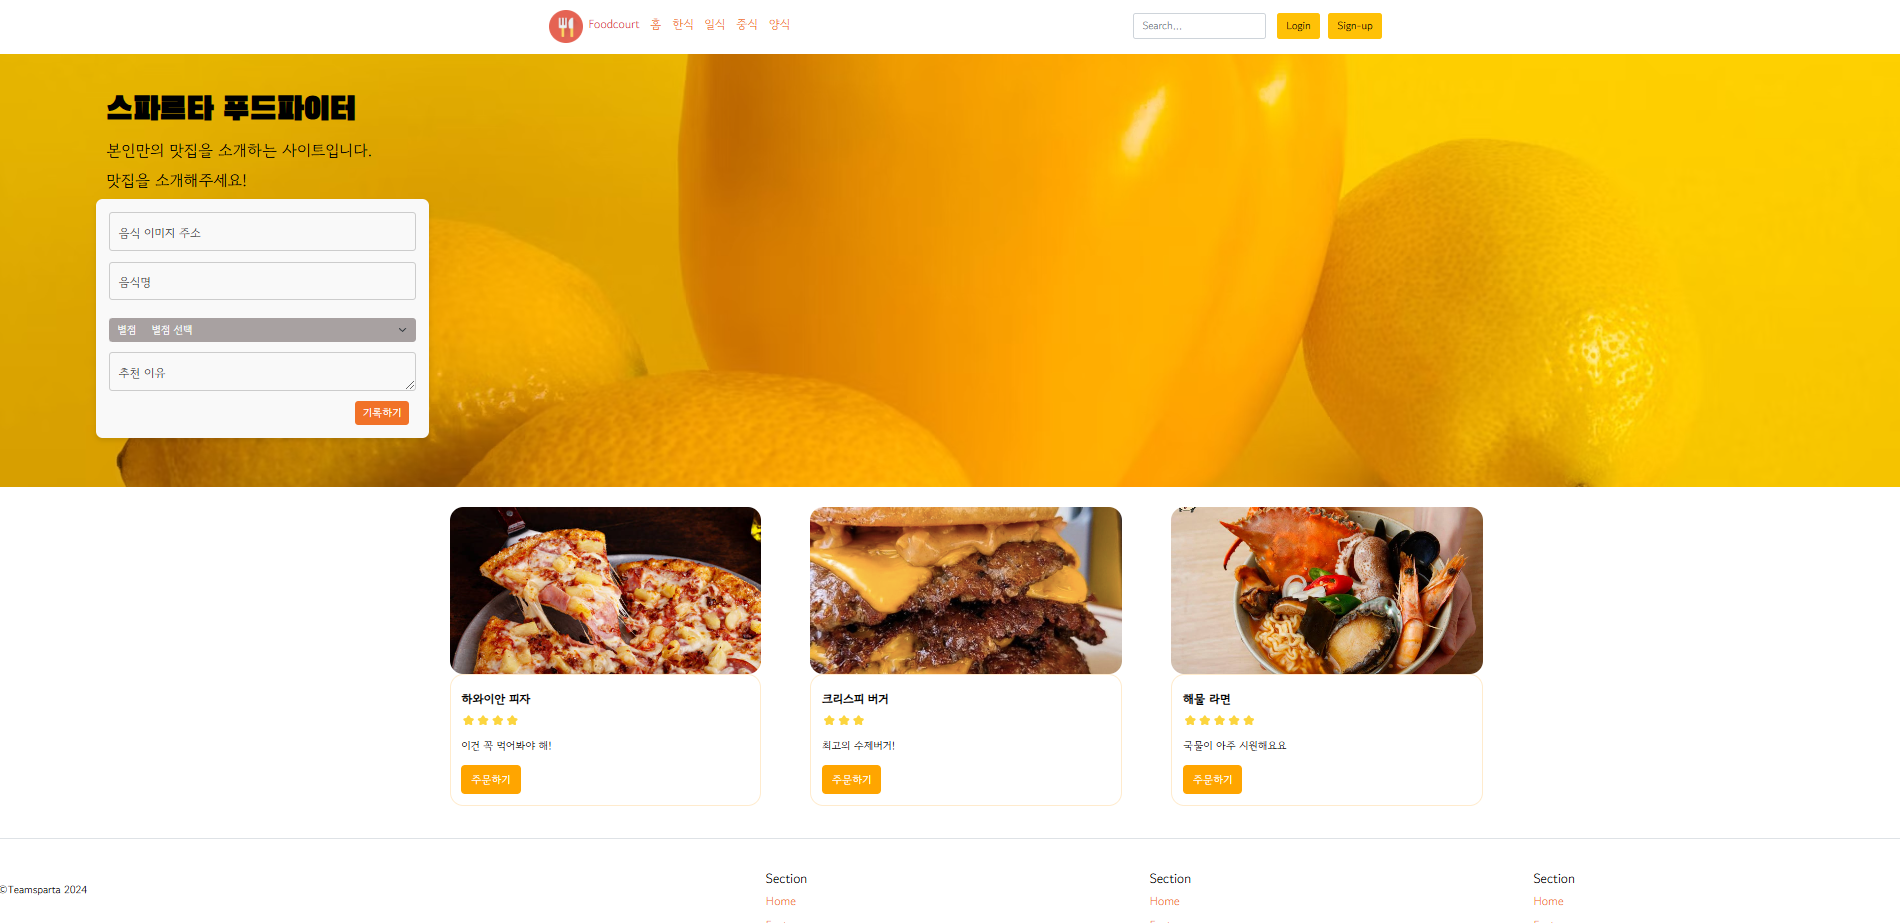 Foodcourt 홈 한식 일식 중식 양식
Search...
Login
Sign-up
스파르타 푸드파이터
본인만의 맛집을 소개하는 사이트입니다.
맛집을 소개해주세요!
음식 이미지 주소
음식명
별점 별점 선택
추천 이유
기록하기
하와이안 피자
이건 꼭 먹어봐야 해!
주문하기
크리스피 버거
최고의 수제버거!
주문하기
해물 라면
국물이 아주 시원해요요
주문하기
©Teamsparta 2024
Section
Home
Section
Home
Section
Home